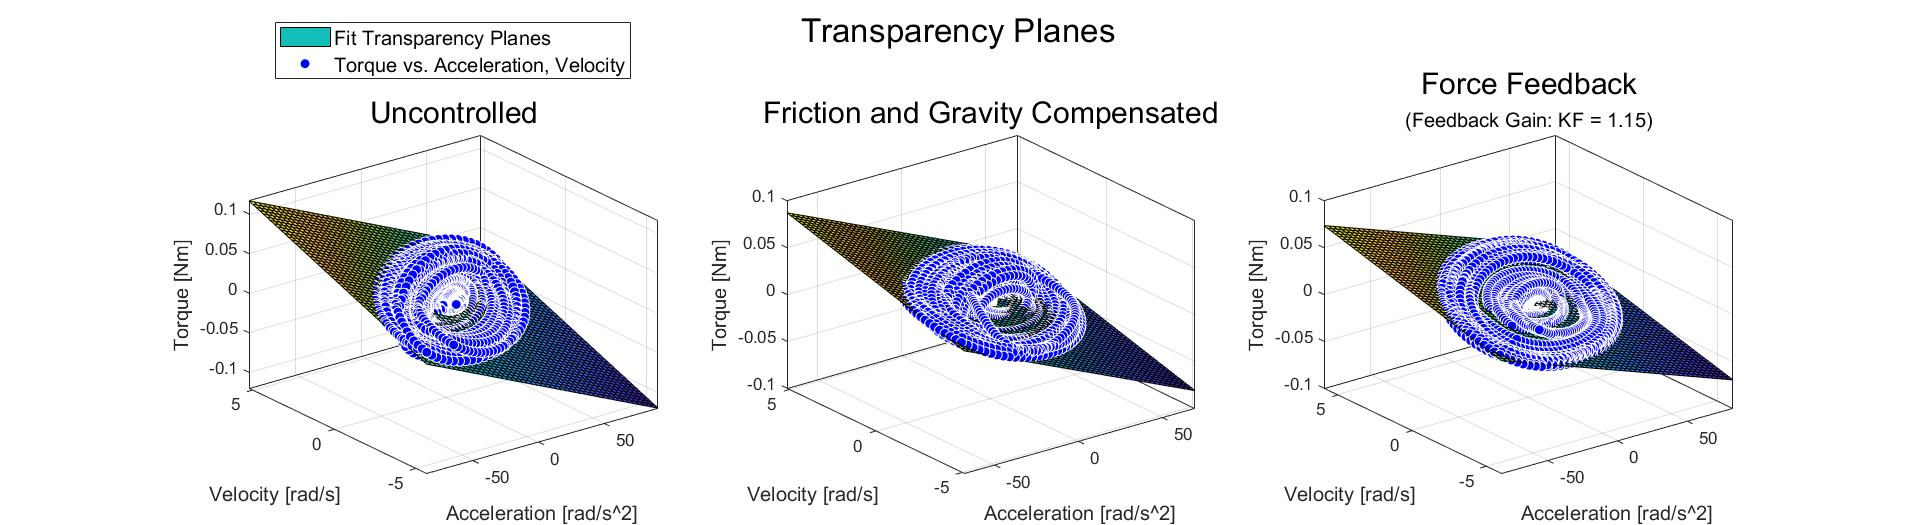 Transparency Planes
Fit Transparency Planes
Torque vs. Acceleration, Velocity
Uncontrolled
0.1
0.05
0
-0.05
-0.1
Torque [Nm]
5
0
-5
Velocity [rad/s]
-50
0
50
Acceleration [rad/s^2]
Friction and Gravity Compensated
0.1
0.05
0
-0.05
-0.1
Torque [Nm]
5
0
-5
Velocity [rad/s]
-50
0
50
Acceleration [rad/s^2]
Force Feedback
(Feedback Gain: KF = 1.15)
0.1
0.05
0
-0.05
-0.1
Torque [Nm]
5
0
-5
Velocity [rad/s]
-50
0
50
Acceleration [rad/s^2]